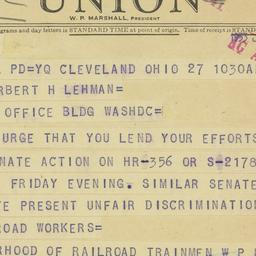 UNION
W. P. MARSHALL, PRESIDENT
grams and day letters is STANDARD TIME at point of origin. Time of receipt is STANDARD
PD=YQ CLEVELAND OHIO 27 1030A
RBERT H LEHMAN=
OFFICE BLDG WASHDC=
URGE THAT YOU LEND YOUR EFFORTS
NATE ACTION ON HR-356 OR S-2178
FRIDAY EVENING. SIMILAR SENATE
TE PRESENT UNFAIR DISCRIMINATION
ROAD WORKERS=
RHOOD OF RAILROAD TRAINMEN W P